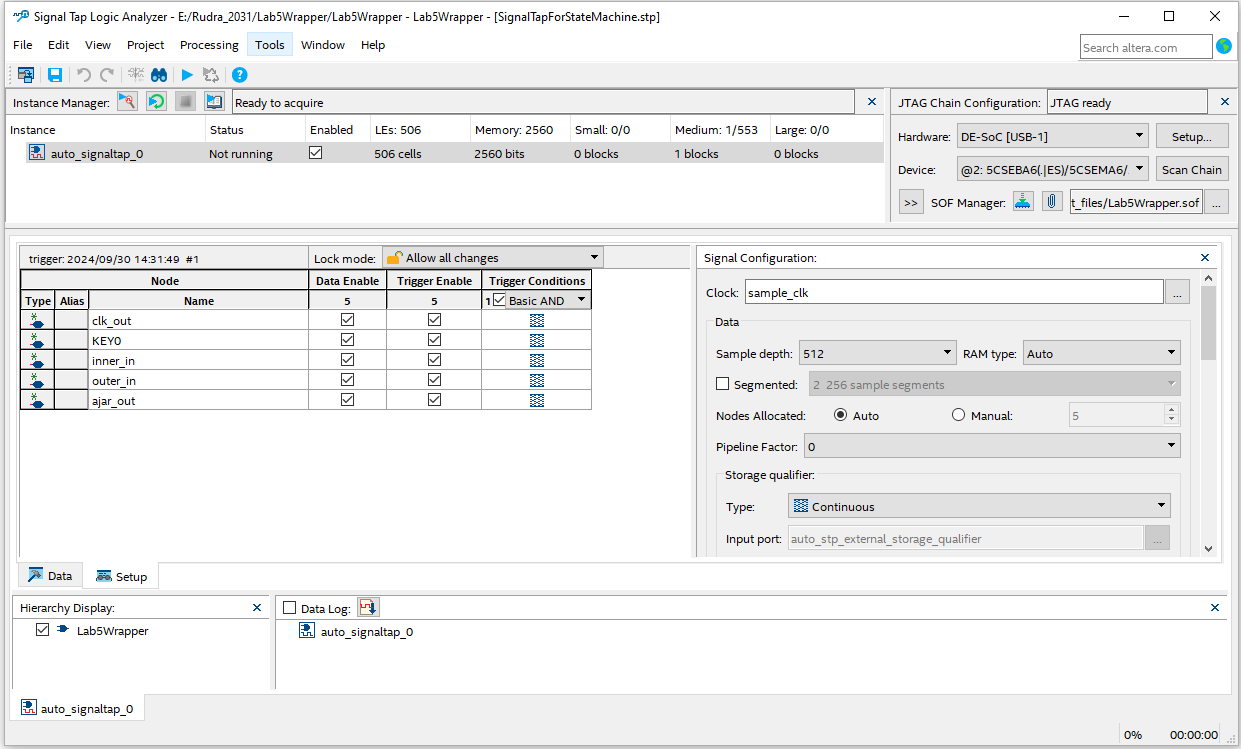 Signal Tap Logic Analyzer - E:/Rudra_2031/Lab5Wrapper/Lab5Wrapper - Lab5Wrapper - [SignalTapForStateMachine.stp]
File Edit View Project Processing Tools Window Help
Search altera.com
Instance Manager: Ready to acquire
Instance Status Enabled LEs: 506 Memory: 2560 Small: 0/0 Medium: 1/553 Large: 0/0
auto_signaltap_0 Not running 506 cells 2560 bits 0 blocks 1 blocks 0 blocks
JTAG Chain Configuration: JTAG ready
Hardware: DE-SoC [USB-1] Setup...
Device: @2: 5CSEBA6(.|ES)/5CSEMA6/. Scan Chain
>> SOF Manager: t_files/Lab5Wrapper.sof ...
trigger: 2024/09/30 14:31:49 #1 Lock mode: Allow all changes
Node Data Enable Trigger Enable Trigger Conditions
Type Alias Name 5 5 1 Basic AND
clk_out
KEY0
inner_in
outer_in
ajar_out
Signal Configuration:
Clock: sample_clk ...
Data
Sample depth: 512 RAM type: Auto
Segmented: 2 256 sample segments
Nodes Allocated: Auto Manual: 5
Pipeline Factor: 0
Storage qualifier:
Type: Continuous
Input port: auto_stp_external_storage_qualifier ...
Data Setup
Hierarchy Display:
Lab5Wrapper
Data Log:
auto_signaltap_0
auto_signaltap_0
0% 00:00:00